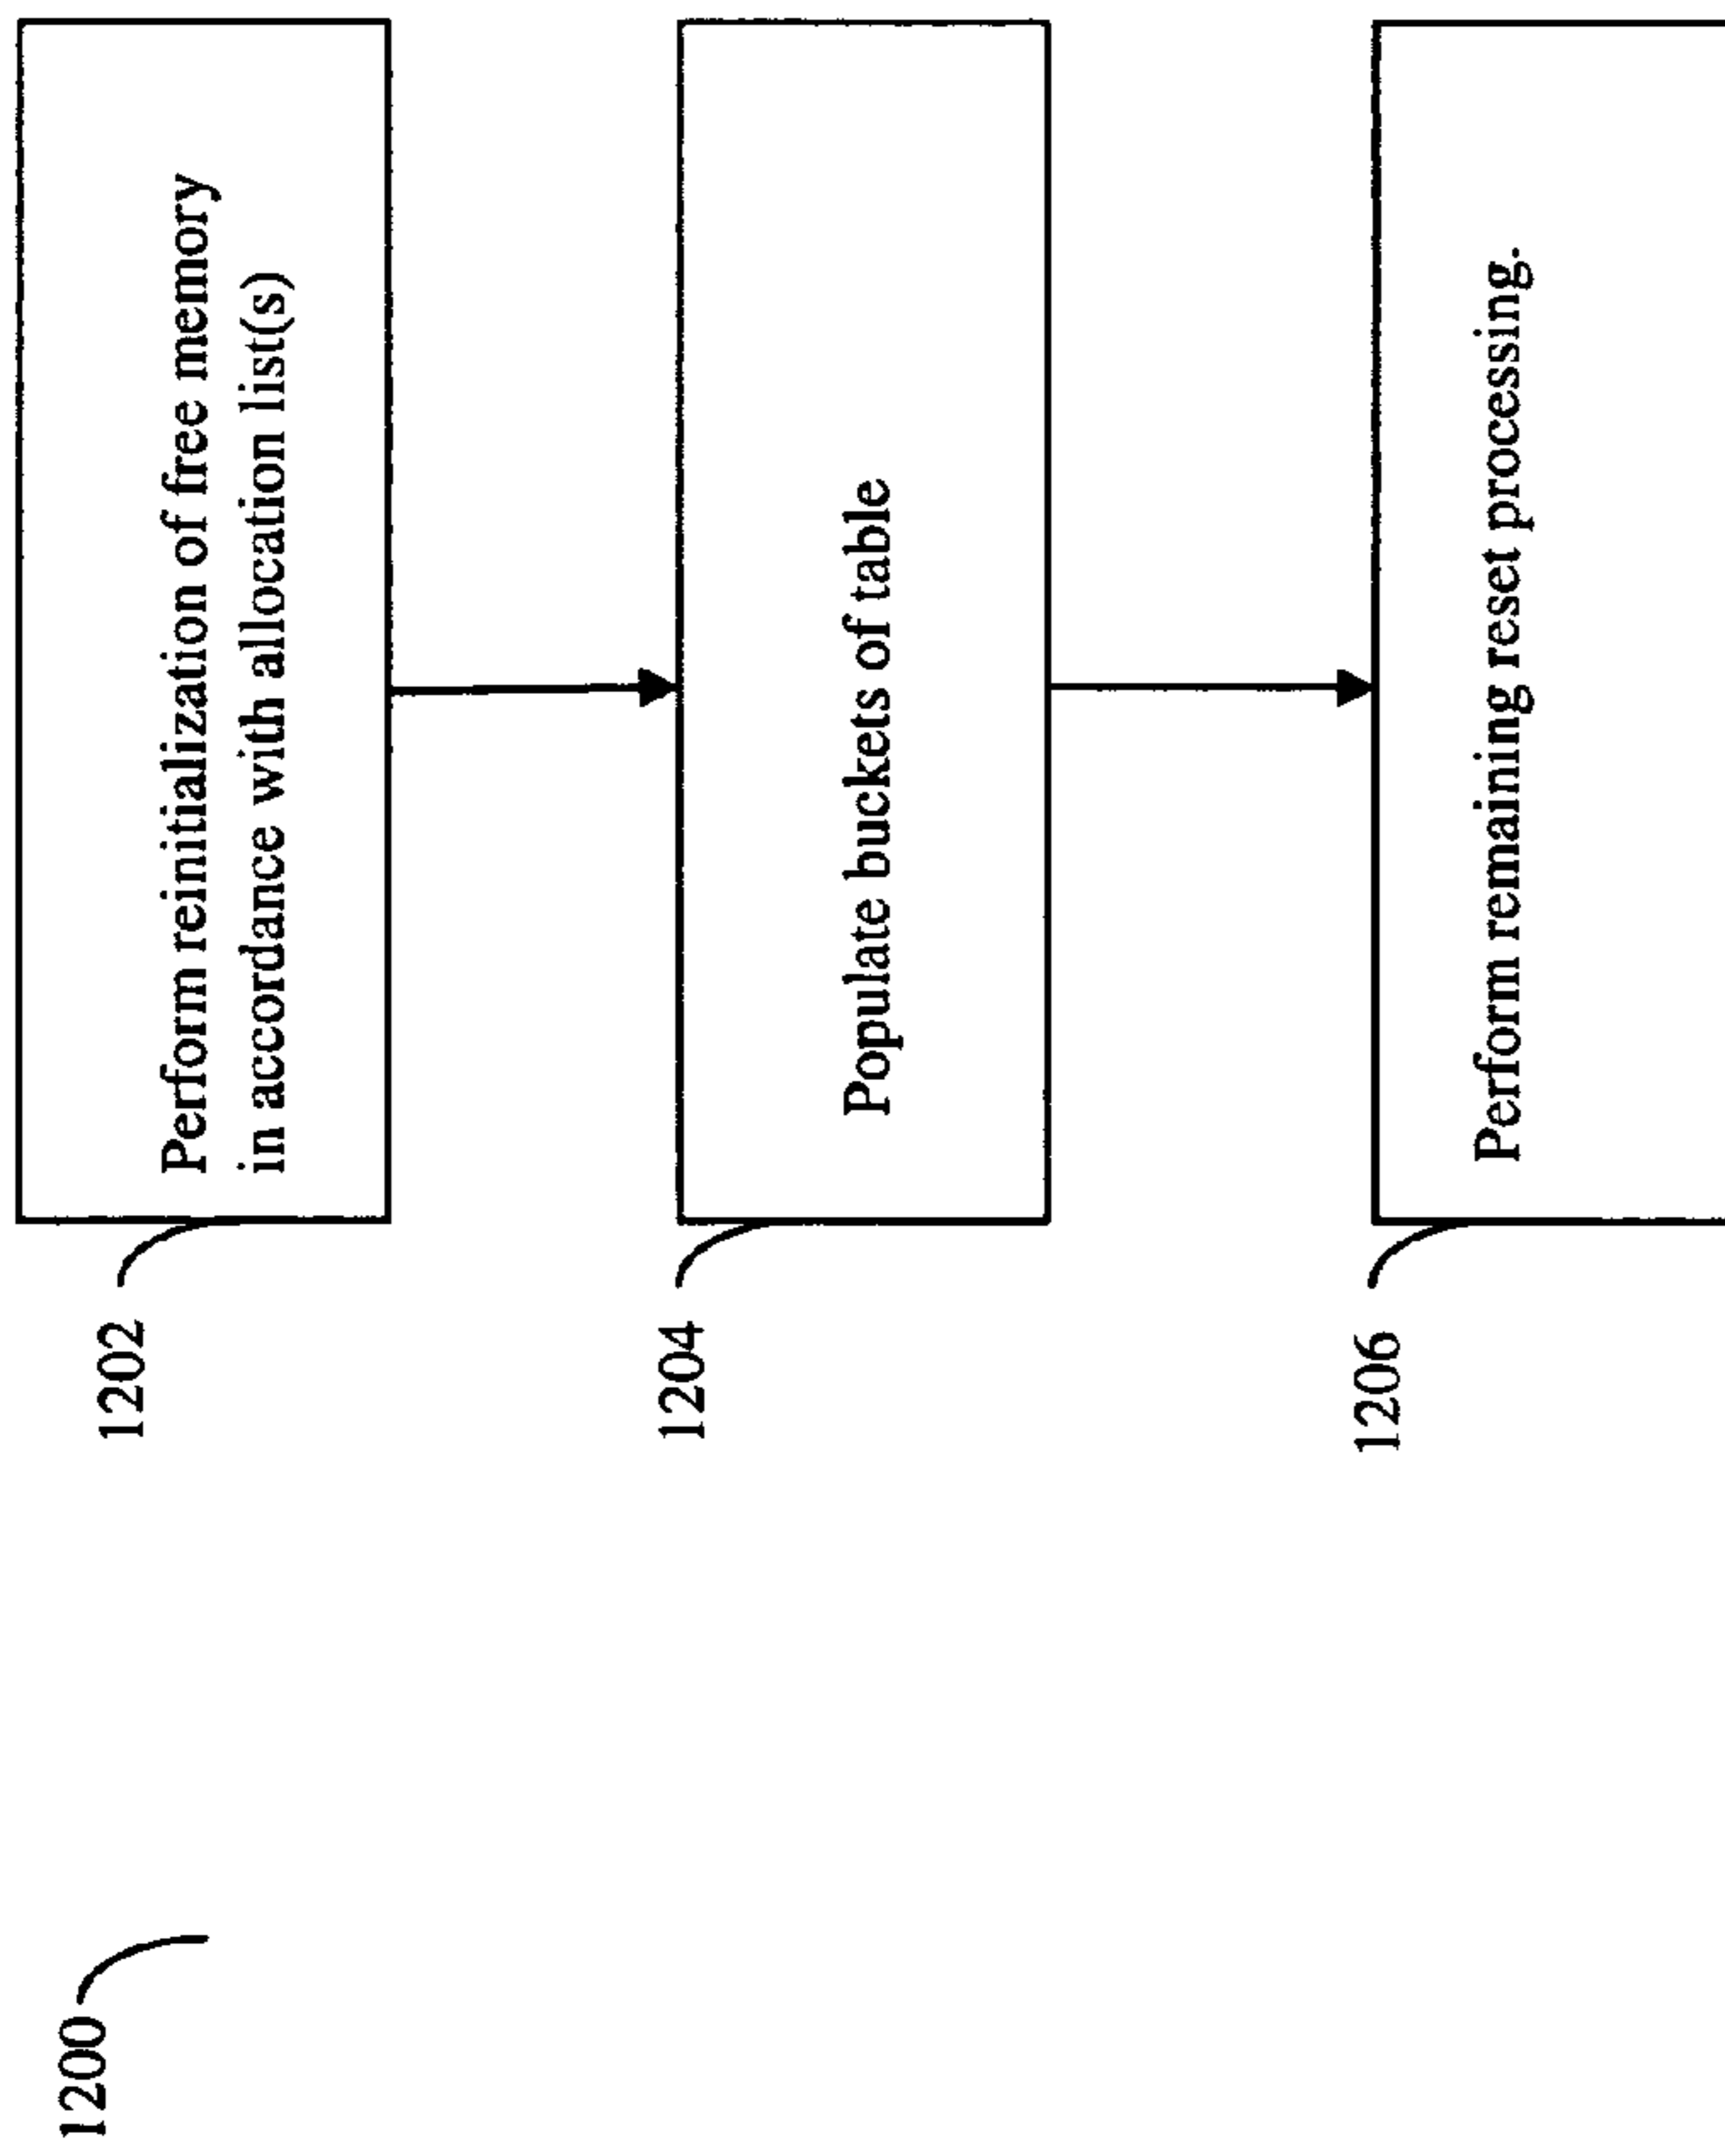 1200
1202
Perform reinitialization of free memory
in accordance with allocation list(s)
1204
Populate buckets of table
1206
Perform remaining reset processing.